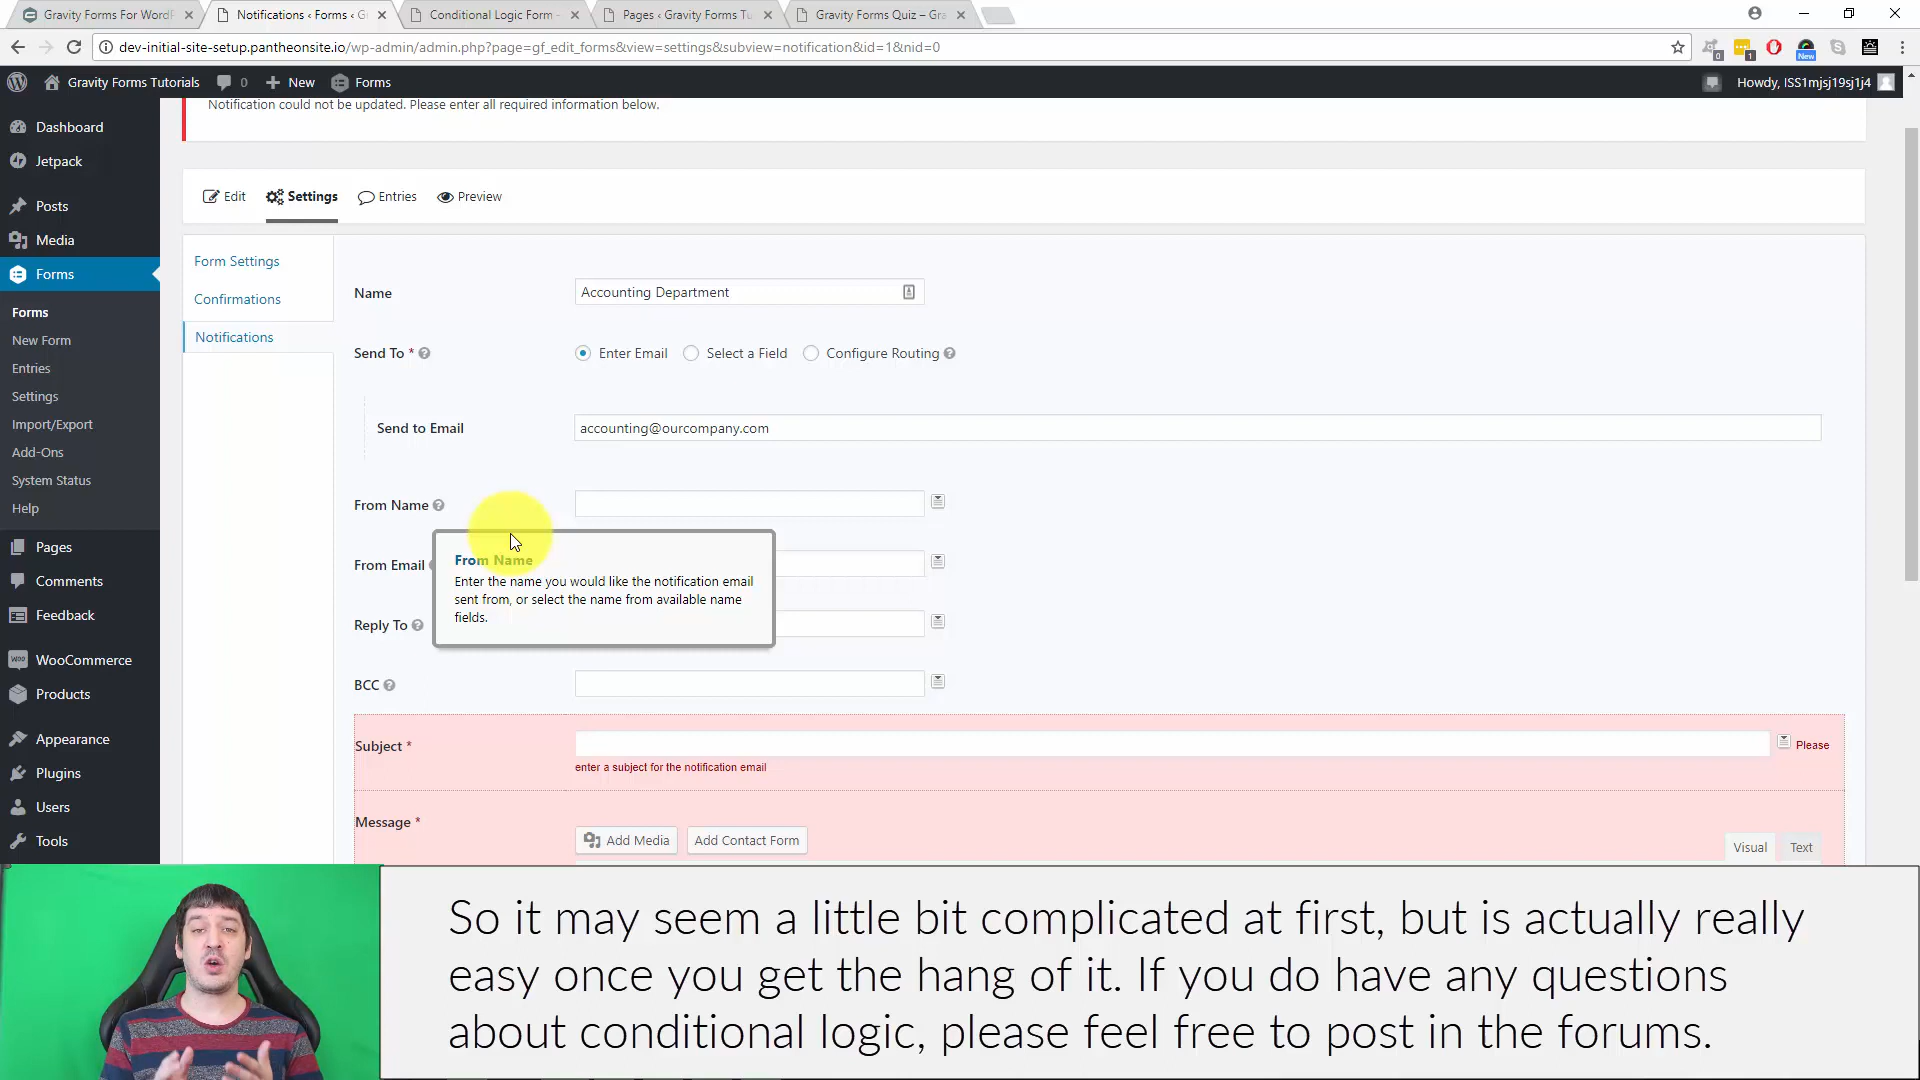 Gravity Forms For WordP
Notifications ‹ Forms ‹ G
Conditional Logic Form -
Pages ‹ Gravity Forms Tu
Gravity Forms Quiz – Gra
dev-initial-site-setup.pantheonsite.io/wp-admin/admin.php?page=gf_edit_forms&view=settings&subview=notification&id=1&nid=0
0
1
New
Gravity Forms Tutorials
0
New
Forms
Howdy, ISS1mjsj19sj1j4
Dashboard
Jetpack
Posts
Media
Forms
Forms
New Form
Entries
Settings
Import/Export
Add-Ons
System Status
Help
Pages
Comments
Feedback
WOO
WooCommerce
Products
Appearance
Plugins
Users
Tools
Notification could not be updated. Please enter all required information below.
Edit
Settings
Entries
Preview
Form Settings
Confirmations
Notifications
Name
Accounting Department
Send To *
Enter Email
Select a Field
Configure Routing
Send to Email
accounting@ourcompany.com
From Name
From Email
From Name
Enter the name you would like the notification email
sent from, or select the name from available name
fields.
Reply To
BCC
Subject *
Please
enter a subject for the notification email
Message *
Add Media
Add Contact Form
Visual
Text
So it may seem a little bit complicated at first, but is actually really
easy once you get the hang of it. If you do have any questions
about conditional logic, please feel free to post in the forums.